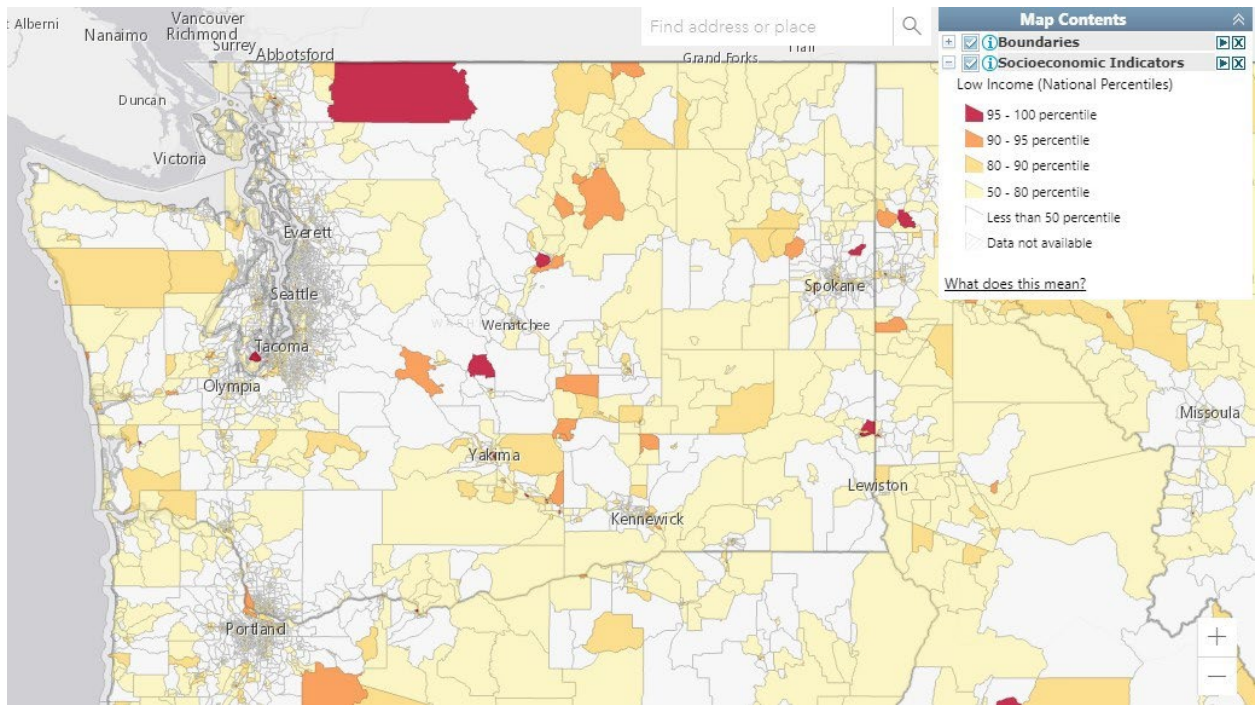 t Alberni
Nanaimo
Vancouver
Richmond
Surrey
Abbotsford
Duncan
Victoria
Everett
Seattle
Tacoma
Olympia
Wenatchee
Yakima
Kennewick
Spokane
Lewiston
Missoula
Portland
Grand Forks
Find address or place
Map Contents
Boundaries
Socioeconomic Indicators
Low Income (National Percentiles)
95 - 100 percentile
90 - 95 percentile
80 - 90 percentile
50 - 80 percentile
Less than 50 percentile
Data not available
What does this mean?